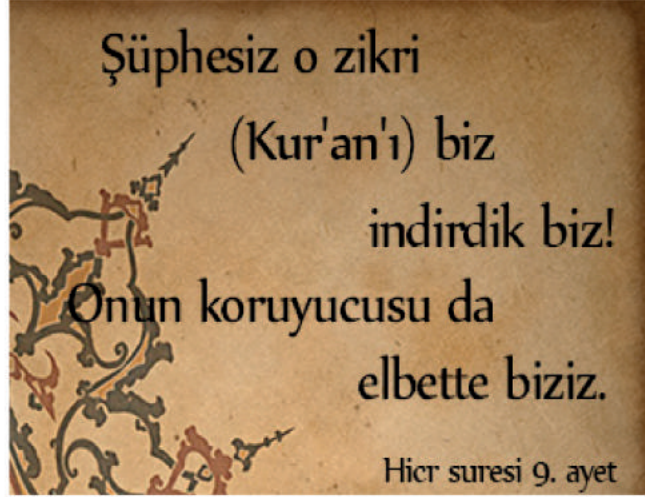 Şüphesiz o zikri
(Kur'an'ı) biz
indirdik biz!
Onun koruyucusu da
elbette biziz.
Hicr suresi 9. ayet